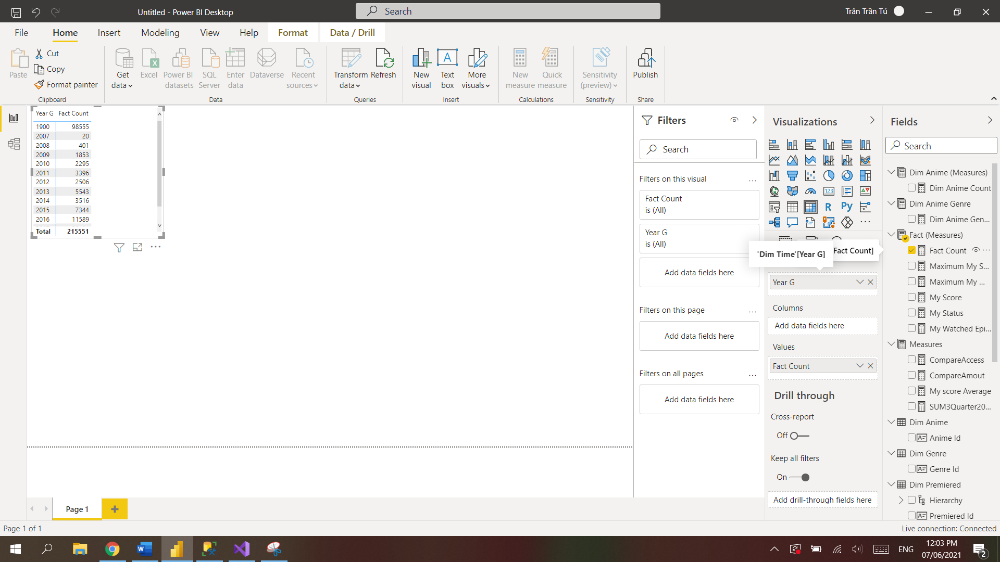 Untitled - Power BI Desktop
Search
Trân Trần Tú
File Home Insert Modeling View Help Format Data / Drill
Paste
Cut
Copy
Format painter
Clipboard
Get data
Excel
Power BI datasets
SQL Server
Enter data
Dataverse
Recent sources
Data
Transform data
Refresh
Queries
New visual
Text box
More visuals
Insert
New measure
Quick measure
Calculations
Sensitivity (preview)
Sensitivity
Publish
Share
Year G Fact Count
1900 98555
2007 20
2008 401
2009 1853
2010 2295
2011 3396
2012 2506
2013 5543
2014 3516
2015 7344
2016 11589
Total 215551
Filters
Search
Filters on this visual ...
Fact Count
is (All)
Year G
is (All)
Add data fields here
Filters on this page ...
Add data fields here
Filters on all pages ...
Add data fields here
Visualizations
'Dim Time'[Year G]
Fact Count]
Year G
Columns
Add data fields here
Values
Fact Count
Drill through
Cross-report
Off
Keep all filters
On
Add drill-through fields here
Fields
Search
Dim Anime (Measures)
Dim Anime Count
Dim Anime Genre
Dim Anime Gen...
Fact (Measures)
Fact Count
Maximum My S...
Maximum My ...
My Score
My Status
My Watched Epi...
Measures
CompareAccess
CompareAmout
My score Average
SUM3Quarter20...
Dim Anime
Anime Id
Dim Genre
Genre Id
Dim Premiered
Hierarchy
Premiered Id
Page 1
Page 1 of 1
Live connection: Connected
ENG
12:03 PM
07/06/2021
2